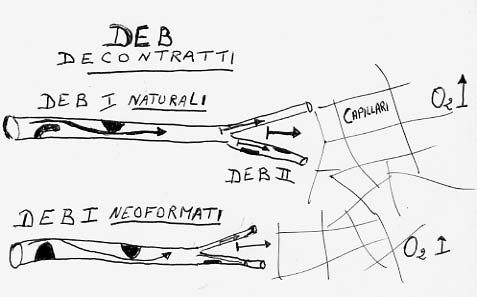 DEB
DECONTRATTI
DEB I NATURALI
CAPILLARI
O2 ↑
DEB II
DEB I NEOFORMATI
O2 ↑